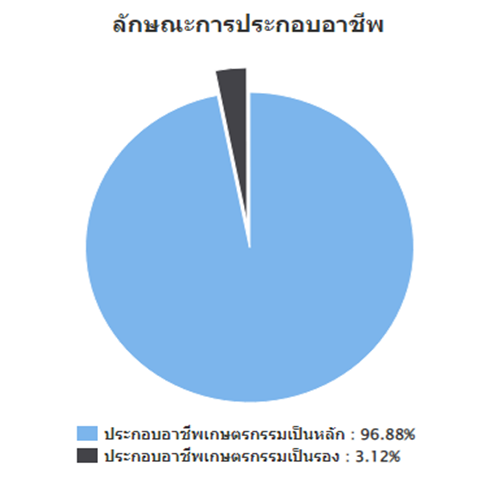 ลักษณะการประกอบอาชีพ
ประกอบอาชีพเกษตรกรรมเป็นหลัก : 96.88%
ประกอบอาชีพเกษตรกรรมเป็นรอง : 3.12%